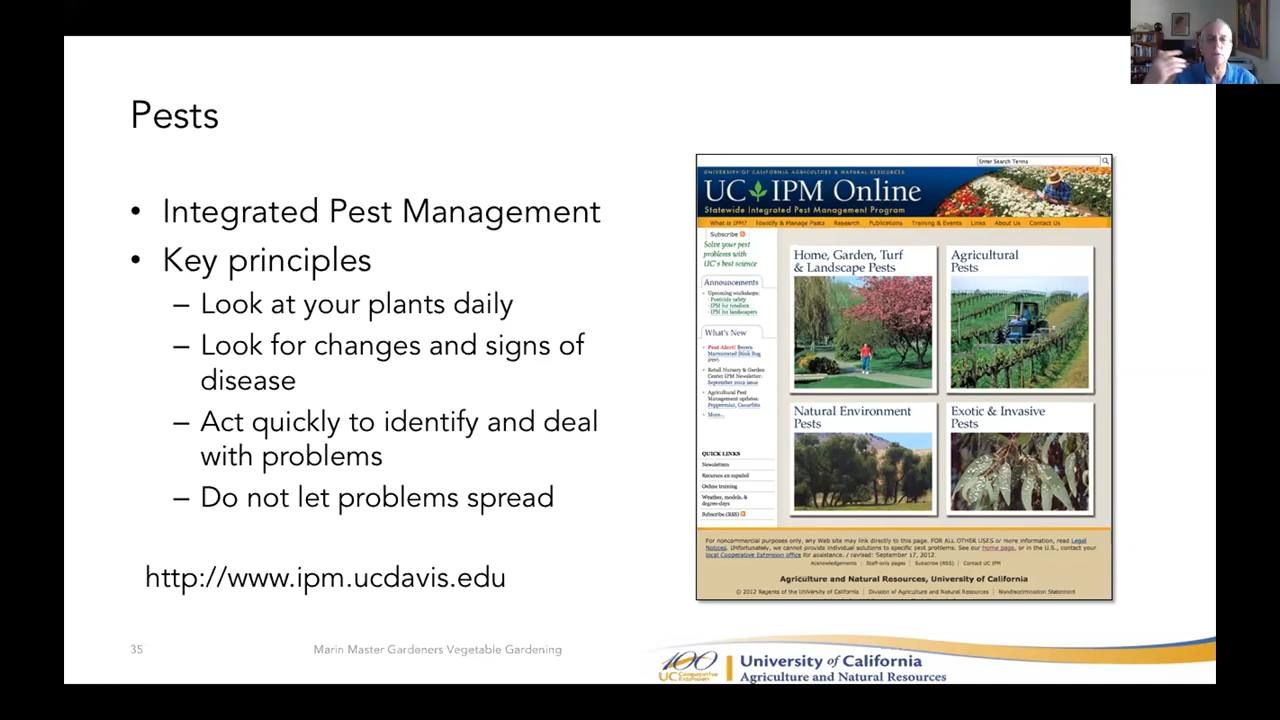 Pests
• Integrated Pest Management
• Key principles
– Look at your plants daily
– Look for changes and signs of
disease
– Act quickly to identify and deal
with problems
– Do not let problems spread
http://www.ipm.ucdavis.edu
Enter Search Terms
UNIVERSITY OF CALIFORNIA AGRICULTURE & NATURAL RESOURCES
UC IPM Online
Statewide Integrated Pest Management Program
What is IPM? Identify & Manage Pests Research Publications Training & Events Links About Us Contact Us
Subscribe
Solve your pest
problems with
UC's best science
Announcements
Upcoming workshops:
Pesticide safety
IPM for retailers
IPM for landscapers
What's New
Pest Alert! Brown
Marmorated Stink Bug
Retail Nursery & Garden
Center IPM Newsletter:
September 2012 issue
Agricultural Pest
Management updates:
Peppermint, Caneberries
More...
QUICK LINKS
Newsletters
Recursos en español
Online training
Weather, models, &
degree-days
Subscribe (RSS)
Home, Garden, Turf
& Landscape Pests
Agricultural
Pests
Natural Environment
Pests
Exotic & Invasive
Pests
For noncommercial purposes only, any Web site may link directly to this page. FOR ALL OTHER USES or more information, read Legal
Notices. Unfortunately, we cannot provide individual solutions to specific pest problems. See our home page, or in the U.S., contact your
local Cooperative Extension office for assistance. / revised: September 17, 2012.
Acknowledgements Staff-only pages Subscribe (RSS) Contact UC IPM
Agriculture and Natural Resources, University of California
© 2012 Regents of the University of California Division of Agriculture and Natural Resources Nondiscrimination Statement
35
Marin Master Gardeners Vegetable Gardening
100
UC Cooperative
Extension
University of California
Agriculture and Natural Resources